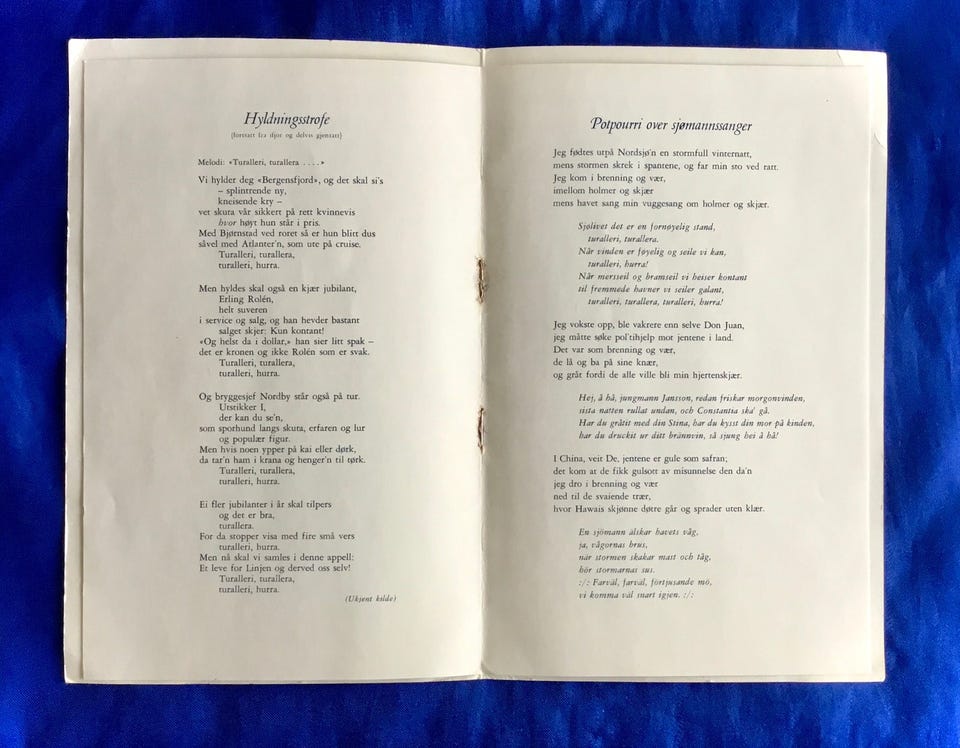 Hyldningsstrofe
(fortsatt fra ifjor og delvis gjentatt)
Melodi: «Turalleri, turallera . . . .»
Vi hylder deg «Bergensfjord», og det skal si's
– splintrende ny,
kneisende kry –
vet skuta vår sikkert på rett kvinnevis
hvor høyt hun står i pris.
Med Bjørnstad ved roret så er hun blitt dus
såvel med Atlanter'n, som ute på cruise.
Turalleri, turallera,
turalleri, hurra.
Men hyldes skal også en kjær jubilant,
Erling Rolén,
helt suveren
i service og salg, og han hevder bastant
salget skjer: Kun kontant!
«Og helst da i dollar,» han sier litt spak –
det er kronen og ikke Rolén som er svak.
Turalleri, turallera,
turalleri, hurra.
Og bryggesjef Nordby står også på tur.
Utstikker I,
der kan du se'n,
som sporhund langs skuta, erfaren og lur
og populær figur.
Men hvis noen ypper på kai eller dørk,
da tar'n ham i krana og henger'n til tørk.
Turalleri, turallera,
turalleri, hurra.
Ei fler jubilanter i år skal tilpers
og det er bra,
turallera.
For da stopper visa med fire små vers
turalleri, hurra.
Men nå skal vi samles i denne appell:
Et leve for Linjen og derved oss selv!
Turalleri, turallera,
turalleri, hurra.
(Ukjent kilde)
Potpourri over sjømannssanger
Jeg fødtes utpå Nordsjø'n en stormfull vinternatt,
mens stormen skrek i spantene, og far min sto ved ratt.
Jeg kom i brenning og vær,
imellom holmer og skjær
mens havet sang min vuggesang om holmer og skjær.
Sjølivet det er en fornøyelig stand,
turalleri, turallera.
Når vinden er føyelig og seile vi kan,
turalleri, hurra!
Når mersseil og bramseil vi heiser kontant
til fremmede havner vi seiler galant,
turalleri, turallera, turalleri, hurra!
Jeg vokste opp, ble vakrere enn selve Don Juan,
jeg måtte søke pol'tihjelp mot jentene i land.
Det var som brenning og vær,
de lå og ba på sine knær,
og gråt fordi de alle ville bli min hjertenskjær.
Hej, å hå, jungmann Jansson, redan friskar morgonvinden,
sista natten rullat undan, och Constantia ska' gå.
Har du gråtit med din Stina, har du kysst din mor på kinden,
har du druckit ur ditt brännvin, så sjung hei å hå!
I China, veit De, jentene er gule som safran;
det kom at de fikk gulsott av misunnelse den da'n
jeg dro i brenning og vær
ned til de svaiende trær,
hvor Hawais skjønne døtre går og sprader uten klær.
En sjömann älskar havets våg,
ja, vågornas brus,
när stormen skakar mast och tåg,
hör stormarnas sus.
:/: Farväl, farväl, förtjusande mö,
vi komma väl snart igjen. :/: